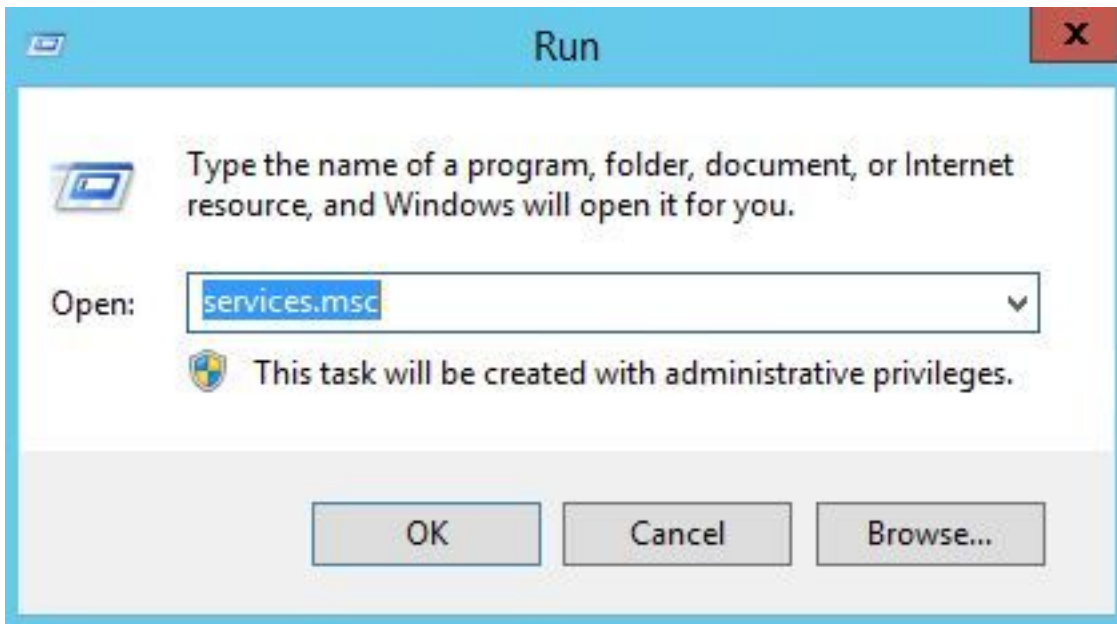 Run
x
Type the name of a program, folder, document, or Internet
resource, and Windows will open it for you.
Open: services.msc
This task will be created with administrative privileges.
OK Cancel Browse...